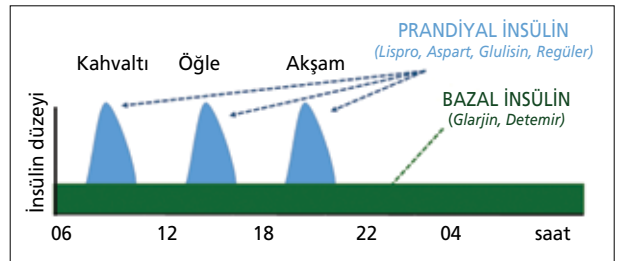 PRANDİYAL İNSÜLİN
(Lispro, Aspart, Glulisin, Regüler)
Kahvaltı Öğle Akşam
BAZAL İNSÜLİN
(Glarjin, Detemir)
İnsülin düzeyi
06 12 18 22 04 saat